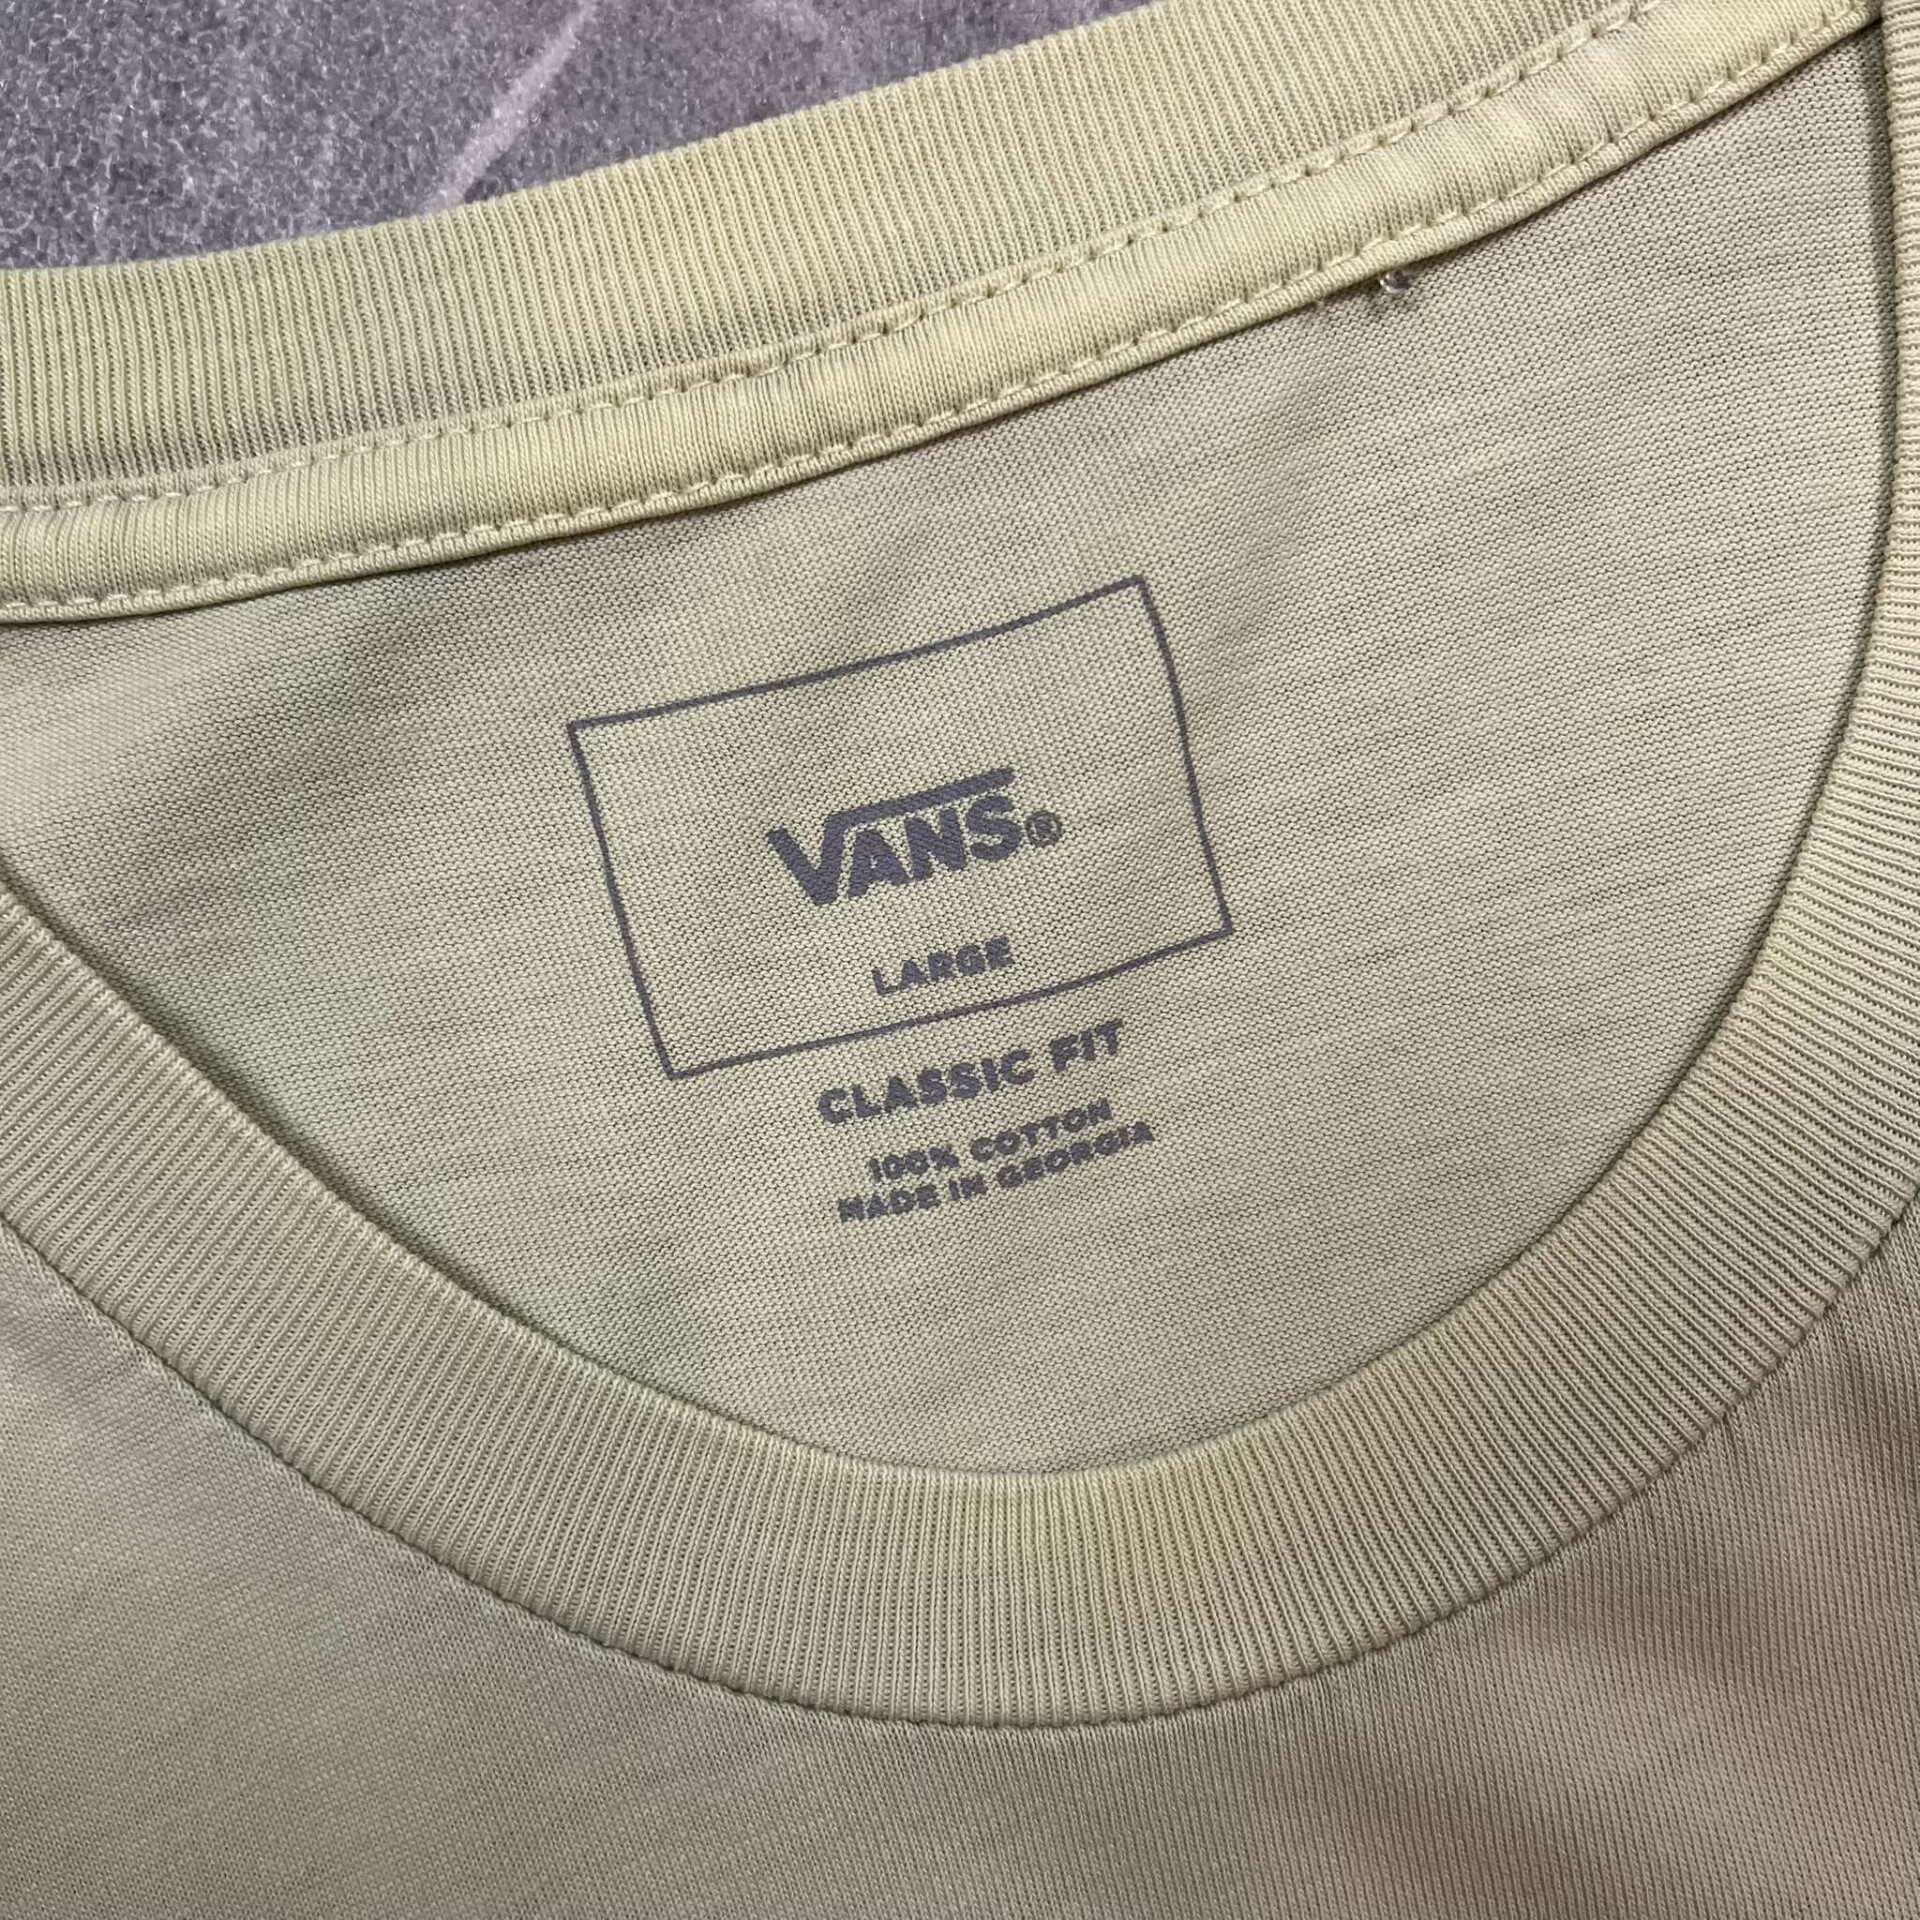 VANS®
LARGE
CLASSIC FIT
100% COTTON
MADE IN GEORGIA